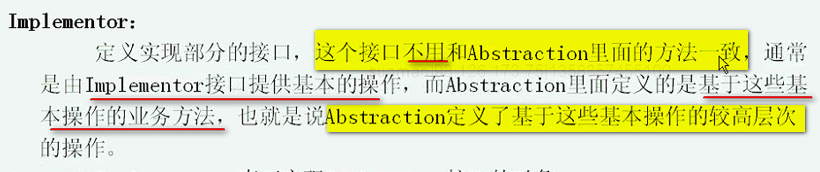 Implementor：
定义实现部分的接口，这个接口不用和Abstraction里面的方法一致，通常
是由Implementor接口提供基本的操作，而Abstraction里面定义的是基于这些基
本操作的业务方法，也就是说Abstraction定义了基于这些基本操作的较高层次
的操作。